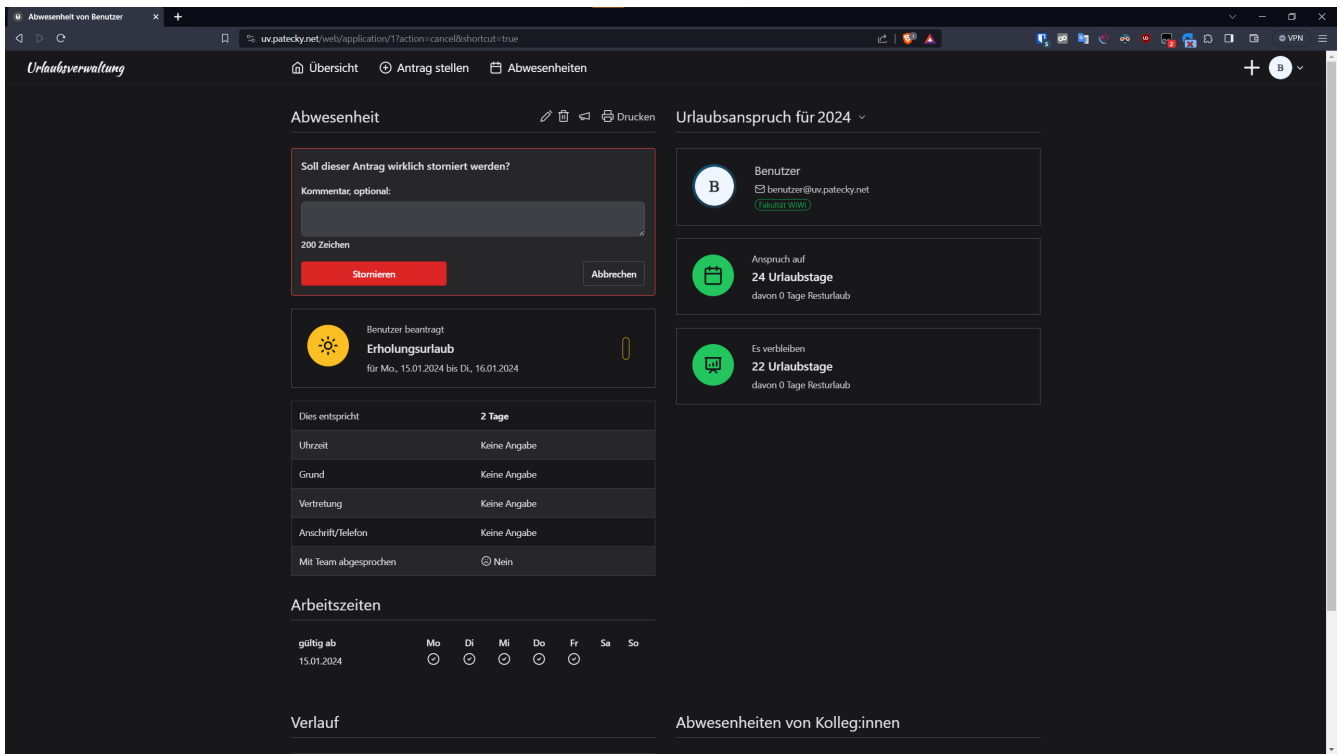 Abwesenheit von Benutzer
uv.patecky.net/web/application/1?action=cancel&shortcut=true
VPN
Urlaubsverwaltung
Übersicht
Antrag stellen
Abwesenheiten
B
Abwesenheit
Drucken
Soll dieser Antrag wirklich storniert werden?
Kommentar, optional:
200 Zeichen
Stornieren
Abbrechen
Benutzer beantragt
Erholungsurlaub
für Mo., 15.01.2024 bis Di., 16.01.2024
Dies entspricht 2 Tage
Uhrzeit Keine Angabe
Grund Keine Angabe
Vertretung Keine Angabe
Anschrift/Telefon Keine Angabe
Mit Team abgesprochen Nein
Arbeitszeiten
gültig ab Mo Di Mi Do Fr Sa So
15.01.2024
Verlauf
Urlaubsanspruch für 2024
B
Benutzer
benutzer@uv.patecky.net
Fakultät WiWi
Anspruch auf
24 Urlaubstage
davon 0 Tage Resturlaub
Es verbleiben
22 Urlaubstage
davon 0 Tage Resturlaub
Abwesenheiten von Kolleg:innen